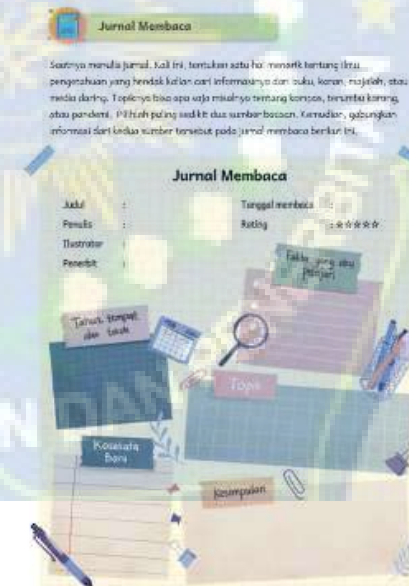 Jurnal Membaca
Saatnya menulis jurnal. Kali ini, tentukan satu hal menarik tentang ilmu
pengetahuan yang hendak kalian cari informasinya dari buku, koran, majalah, atau
media daring. Topiknya bisa apa saja misalnya tentang kompas, terumbu karang,
atau pandemi. Pilihlah paling sedikit dua sumber bacaan. Kemudian, gabungkan
informasi dari kedua sumber tersebut pada jurnal membaca berikut ini.
Jurnal Membaca
Judul : Tanggal membaca :
Penulis : Rating : ☆☆☆☆☆
Ilustrator :
Penerbit :
Fakta yang aku
Pelajari
Tahun, tempat,
dan tokoh
Topik
Kosakata
Baru
Kesimpulan